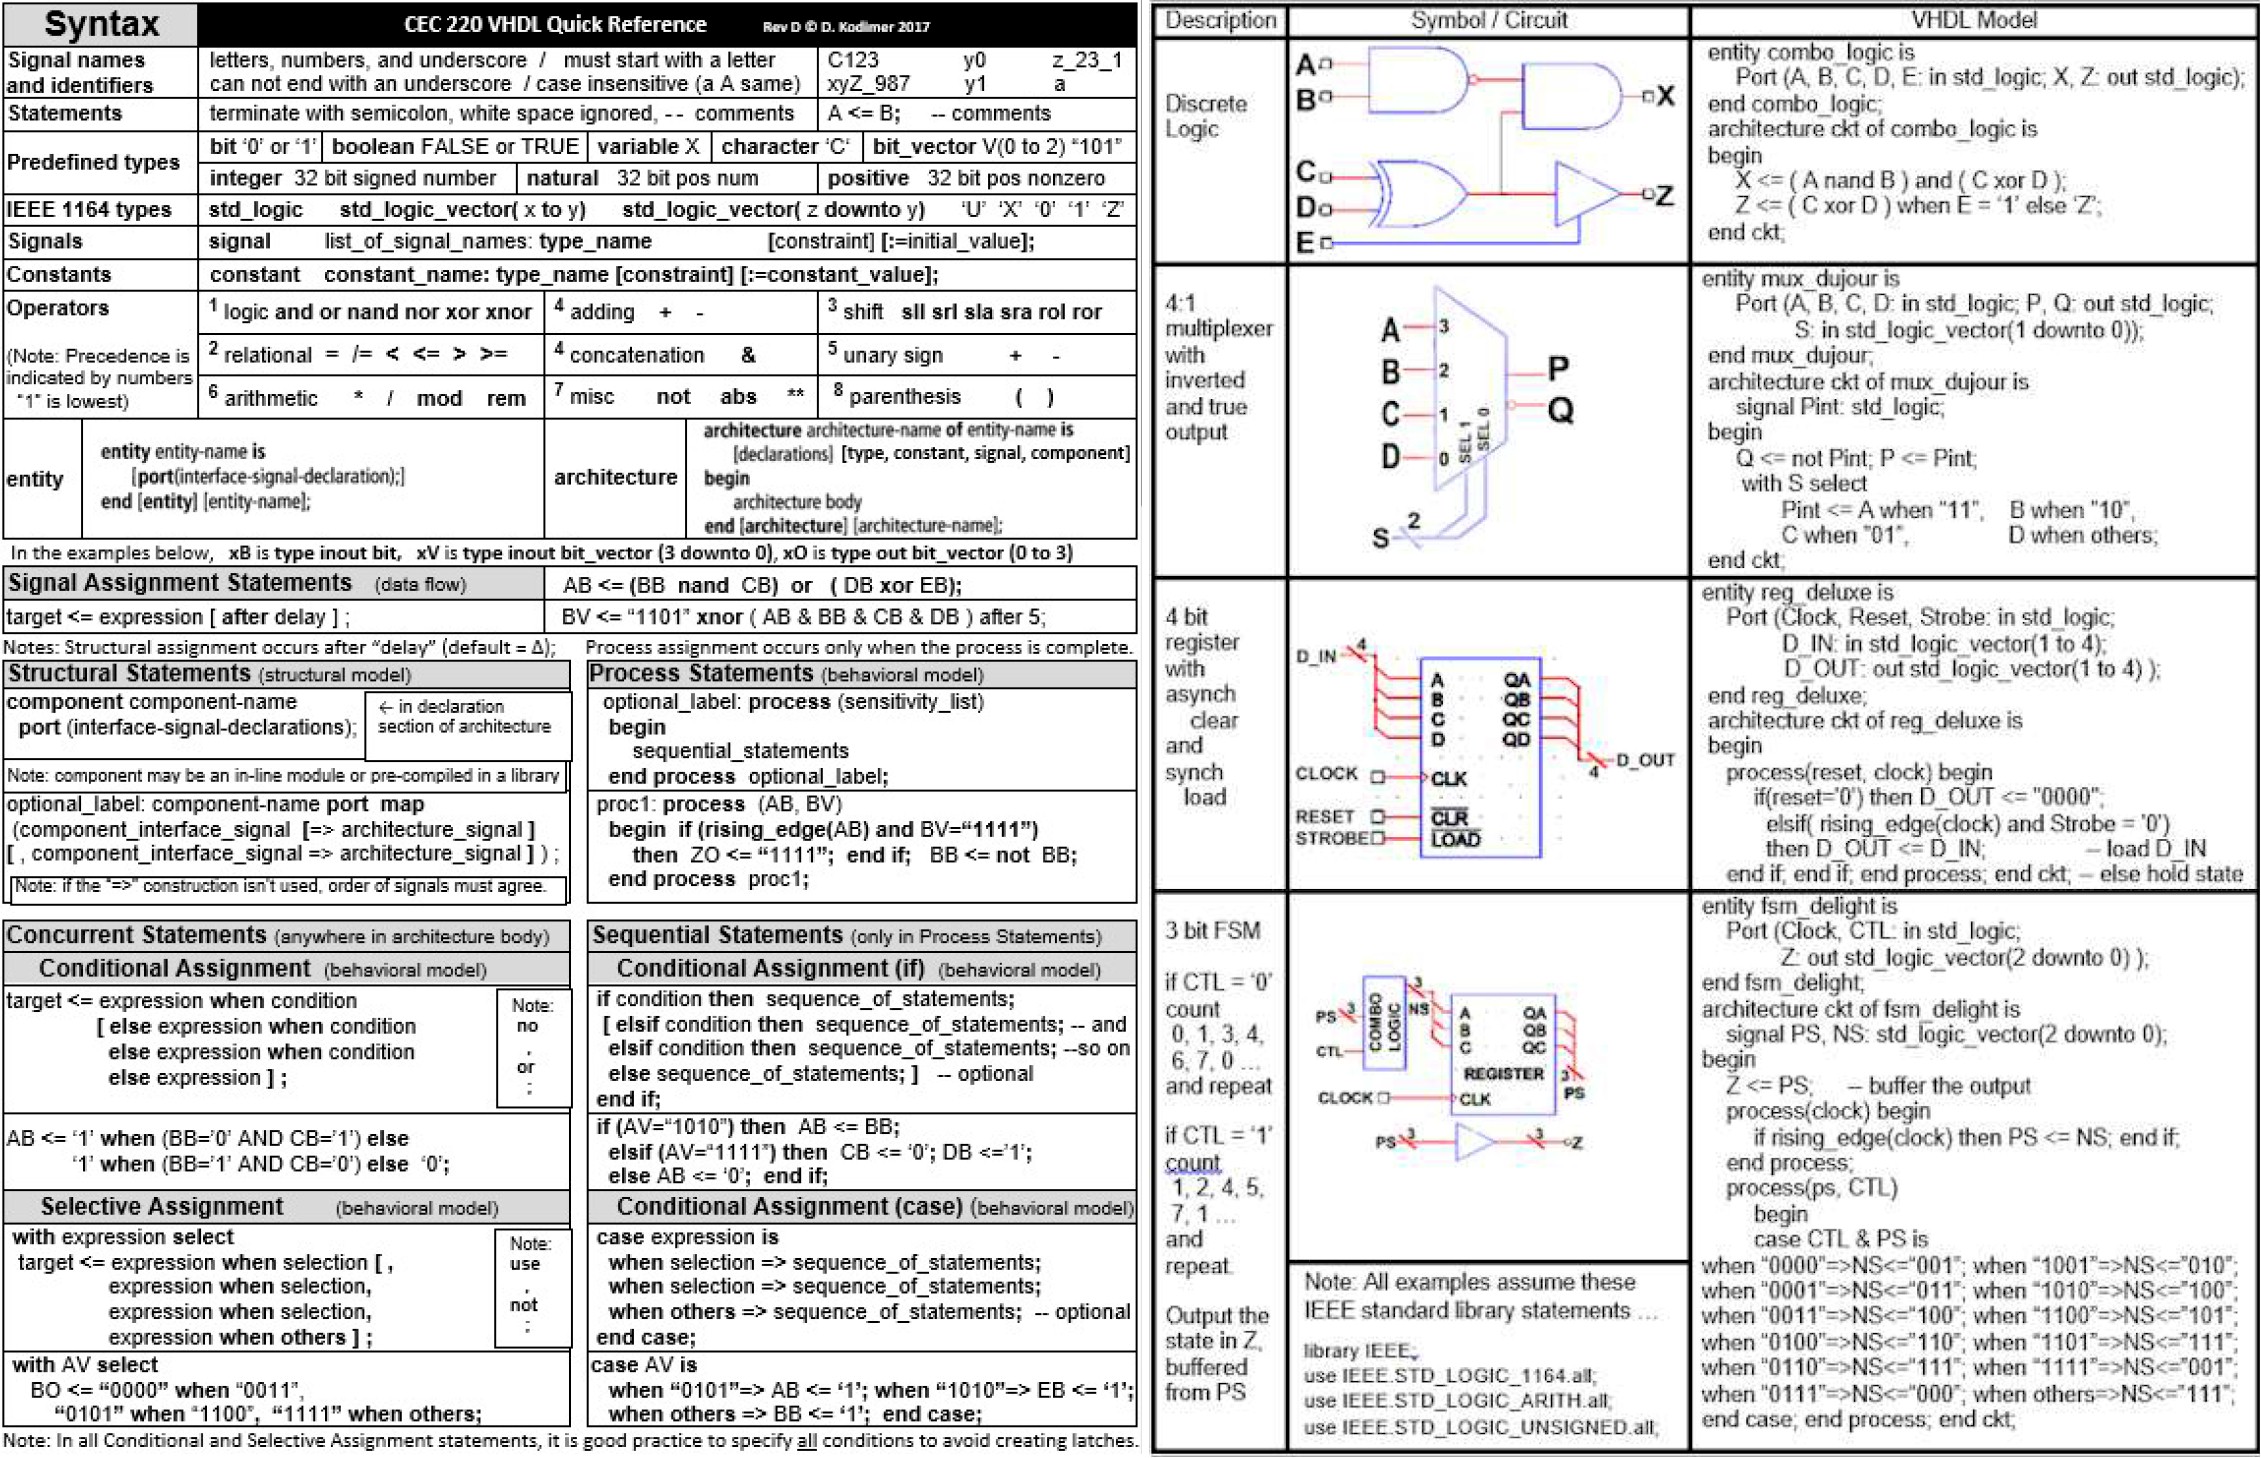 Syntax
CEC 220 VHDL Quick Reference Rev D © D. Kodimer 2017
Signal names
and identifiers
letters, numbers, and underscore / must start with a letter
can not end with an underscore / case insensitive (a A same)
C123 y0 z_23_1
xyZ_987 y1 a
Statements
terminate with semicolon, white space ignored, -- comments
A <= B; -- comments
Predefined types
bit ‘0’ or ‘1’
boolean FALSE or TRUE
variable X
character ‘C‘
bit_vector V(0 to 2) “101”
integer 32 bit signed number
natural 32 bit pos num
positive 32 bit pos nonzero
IEEE 1164 types
std_logic std_logic_vector( x to y) std_logic_vector( z downto y) ‘U’ ‘X’ ‘0’ ‘1’ ‘Z’
Signals
signal list_of_signal_names: type_name [constraint] [:=initial_value];
Constants
constant constant_name: type_name [constraint] [:=constant_value];
Operators
(Note: Precedence is
indicated by numbers
“1” is lowest)
1 logic and or nand nor xor xnor
4 adding + -
3 shift sll srl sla sra rol ror
2 relational = /= < <= > >=
4 concatenation &
5 unary sign + -
6 arithmetic * / mod rem
7 misc not abs **
8 parenthesis ( )
entity
entity entity-name is
[port(interface-signal-declaration);]
end [entity] [entity-name];
architecture
architecture architecture-name of entity-name is
[declarations] [type, constant, signal, component]
begin
architecture body
end [architecture] [architecture-name];
In the examples below, xB is type inout bit, xV is type inout bit_vector (3 downto 0), xO is type out bit_vector (0 to 3)
Signal Assignment Statements (data flow)
AB <= (BB nand CB) or ( DB xor EB);
target <= expression [ after delay ] ;
BV <= “1101” xnor ( AB & BB & CB & DB ) after 5;
Notes: Structural assignment occurs after “delay” (default = Δ);
Process assignment occurs only when the process is complete.
Structural Statements (structural model)
component component-name
port (interface-signal-declarations);
← in declaration
section of architecture
Note: component may be an in-line module or pre-compiled in a library
optional_label: component-name port map
(component_interface_signal [=> architecture_signal ]
[ , component_interface_signal => architecture_signal ] ) ;
Note: if the “=>” construction isn’t used, order of signals must agree.
Process Statements (behavioral model)
optional_label: process (sensitivity_list)
begin
sequential_statements
end process optional_label;
proc1: process (AB, BV)
begin if (rising_edge(AB) and BV=“1111”)
then ZO <= “1111”; end if; BB <= not BB;
end process proc1;
Concurrent Statements (anywhere in architecture body)
Conditional Assignment (behavioral model)
target <= expression when condition
[ else expression when condition
else expression when condition
else expression ] ;
Note:
no
,
or
;
AB <= ‘1’ when (BB=’0’ AND CB=’1’) else
‘1’ when (BB=’1’ AND CB=’0’) else ‘0’;
Selective Assignment (behavioral model)
with expression select
target <= expression when selection [ ,
expression when selection,
expression when selection,
expression when others ] ;
Note:
use
,
not
;
with AV select
BO <= “0000” when “0011”,
“0101” when “1100”, “1111” when others;
Sequential Statements (only in Process Statements)
Conditional Assignment (if) (behavioral model)
if condition then sequence_of_statements;
[ elsif condition then sequence_of_statements; -- and
elsif condition then sequence_of_statements; --so on
else sequence_of_statements; ] -- optional
end if;
if (AV=“1010”) then AB <= BB;
elsif (AV=“1111”) then CB <= ‘0’; DB <=’1’;
else AB <= ‘0’; end if;
Conditional Assignment (case) (behavioral model)
case expression is
when selection => sequence_of_statements;
when selection => sequence_of_statements;
when others => sequence_of_statements; -- optional
end case;
case AV is
when “0101”=> AB <= ‘1’; when “1010”=> EB <= ‘1’;
when others => BB <= ‘1’; end case;
Note: In all Conditional and Selective Assignment statements, it is good practice to specify all conditions to avoid creating latches.
Description
Symbol / Circuit
VHDL Model
Discrete
Logic
A
B
C
D
E
X
Z
entity combo_logic is
Port (A, B, C, D, E: in std_logic; X, Z: out std_logic);
end combo_logic;
architecture ckt of combo_logic is
begin
X <= ( A nand B ) and ( C xor D );
Z <= ( C xor D ) when E = ‘1’ else ‘Z’;
end ckt;
4:1
multiplexer
with
inverted
and true
output
A 3
B 2
C 1
D 0
SEL 1
SEL 0
P
Q
S 2
entity mux_dujour is
Port (A, B, C, D: in std_logic; P, Q: out std_logic;
S: in std_logic_vector(1 downto 0));
end mux_dujour;
architecture ckt of mux_dujour is
signal Pint: std_logic;
begin
Q <= not Pint; P <= Pint;
with S select
Pint <= A when “11”, B when "10”,
C when "01”, D when others;
end ckt;
4 bit
register
with
asynch
clear
and
synch
load
D_IN 4
A QA
B QB
C QC
D QD
4 D_OUT
CLOCK CLK
RESET CLR
STROBE LOAD
entity reg_deluxe is
Port (Clock, Reset, Strobe: in std_logic;
D_IN: in std_logic_vector(1 to 4);
D_OUT: out std_logic_vector(1 to 4) );
end reg_deluxe;
architecture ckt of reg_deluxe is
begin
process(reset, clock) begin
if(reset=’0’) then D_OUT <= "0000”;
elsif( rising_edge(clock) and Strobe = ‘0’)
then D_OUT <= D_IN; – load D_IN
end if; end if; end process; end ckt; – else hold state
3 bit FSM
if CTL = ‘0’
count
0, 1, 3, 4,
6, 7, 0 ...
and repeat
if CTL = ‘1’
count
1, 2, 4, 5,
7, 1 ...
and
repeat.
Output the
state in Z,
buffered
from PS
PS 3
CTL
COMBO
LOGIC
3
NS
A QA
B QB
C QC
REGISTER
3
PS
CLOCK CLK
PS 3 3 Z
Note: All examples assume these
IEEE standard library statements …
library IEEE;
use IEEE.STD_LOGIC_1164.all;
use IEEE.STD_LOGIC_ARITH.all;
use IEEE.STD_LOGIC_UNSIGNED.all;
entity fsm_delight is
Port (Clock, CTL: in std_logic;
Z: out std_logic_vector(2 downto 0) );
end fsm_delight;
architecture ckt of fsm_delight is
signal PS, NS: std_logic_vector(2 downto 0);
begin
Z <= PS; – buffer the output
process(clock) begin
if rising_edge(clock) then PS <= NS; end if;
end process;
process(ps, CTL)
begin
case CTL & PS is
when “0000”=>NS<=“001”; when “1001”=>NS<=”010”;
when “0001”=>NS<=”011”; when “1010”=>NS<=”100”;
when “0011”=>NS<=”100”; when “1100”=>NS<=”101”;
when “0100”=>NS<=”110”; when “1101”=>NS<=”111”;
when “0110”=>NS<=“111”; when “1111”=>NS<=”001”;
when “0111”=>NS<=“000”; when others=>NS<=”111”;
end case; end process; end ckt;